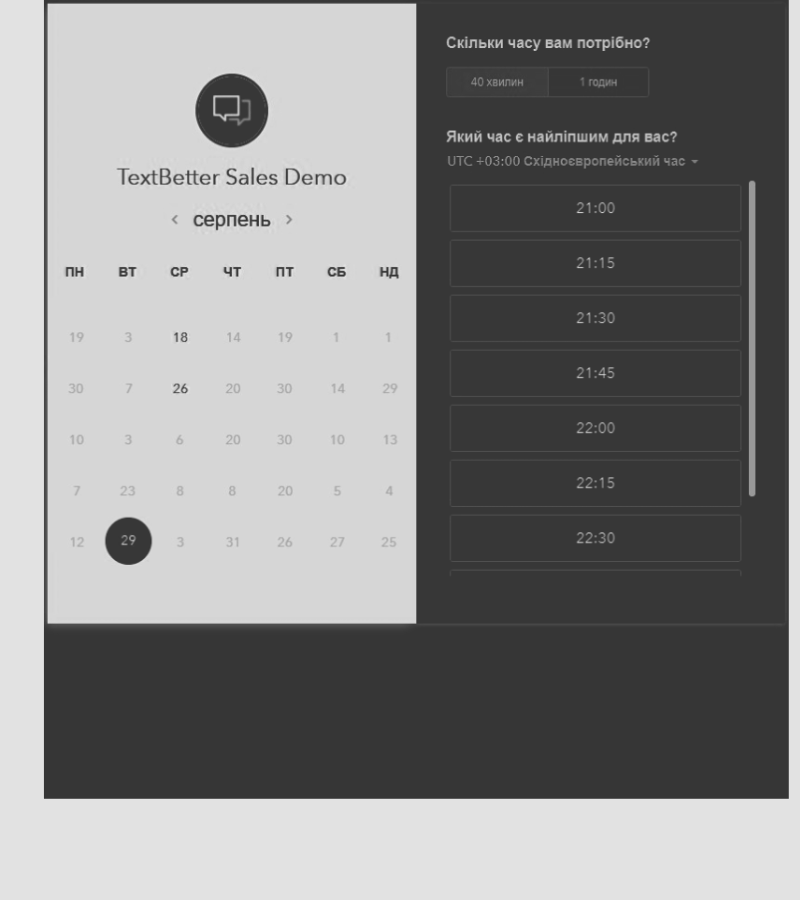 TextBetter Sales Demo
серпень
ПН ВТ СР ЧТ ПТ СБ НД
19 3 18 14 19 1 1
30 7 26 20 30 14 29
10 3 6 20 30 10 13
7 23 8 8 20 5 4
12 29 3 31 26 27 25
Скільки часу вам потрібно?
40 хвилин 1 годин
Який час є найліпшим для вас?
UTC +03:00 Східноєвропейський час
21:00
21:15
21:30
21:45
22:00
22:15
22:30